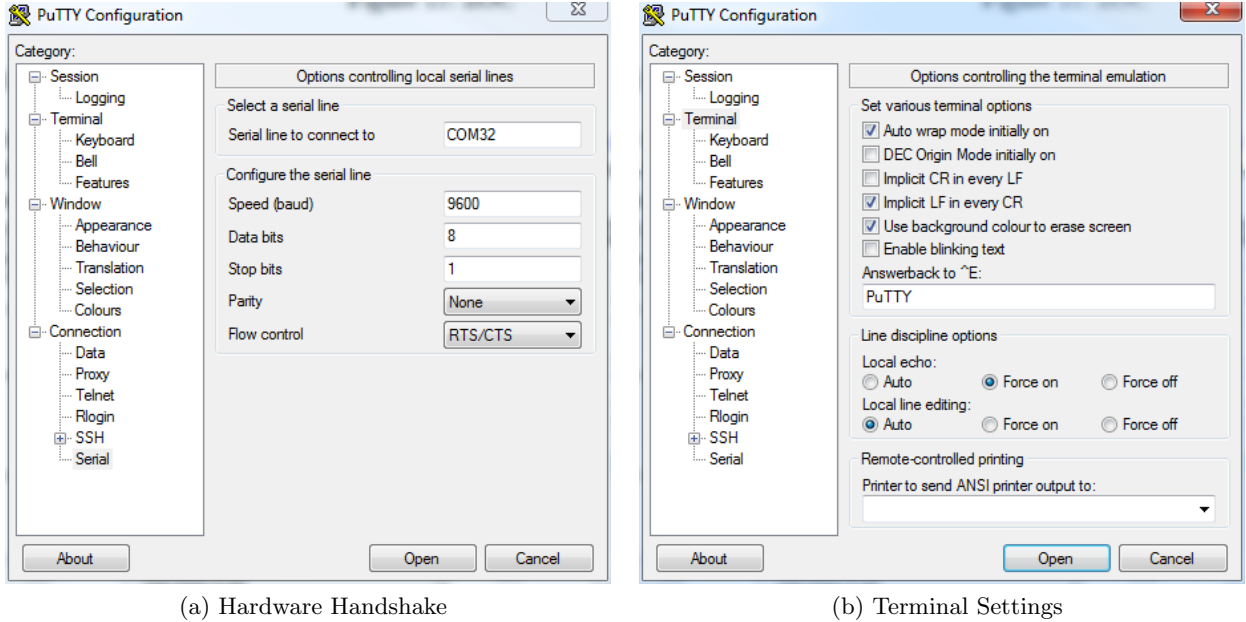 PuTTY Configuration
Category:
Session
Logging
Terminal
Keyboard
Bell
Features
Window
Appearance
Behaviour
Translation
Selection
Colours
Connection
Data
Proxy
Telnet
Rlogin
SSH
Serial
Options controlling local serial lines
Select a serial line
Serial line to connect to COM32
Configure the serial line
Speed (baud) 9600
Data bits 8
Stop bits 1
Parity None
Flow control RTS/CTS
About Open Cancel
(a) Hardware Handshake
PuTTY Configuration
Category:
Session
Logging
Terminal
Keyboard
Bell
Features
Window
Appearance
Behaviour
Translation
Selection
Colours
Connection
Data
Proxy
Telnet
Rlogin
SSH
Serial
Options controlling the terminal emulation
Set various terminal options
Auto wrap mode initially on
DEC Origin Mode initially on
Implicit CR in every LF
Implicit LF in every CR
Use background colour to erase screen
Enable blinking text
Answerback to ^E:
PuTTY
Line discipline options
Local echo:
Auto Force on Force off
Local line editing:
Auto Force on Force off
Remote-controlled printing
Printer to send ANSI printer output to:
About Open Cancel
(b) Terminal Settings